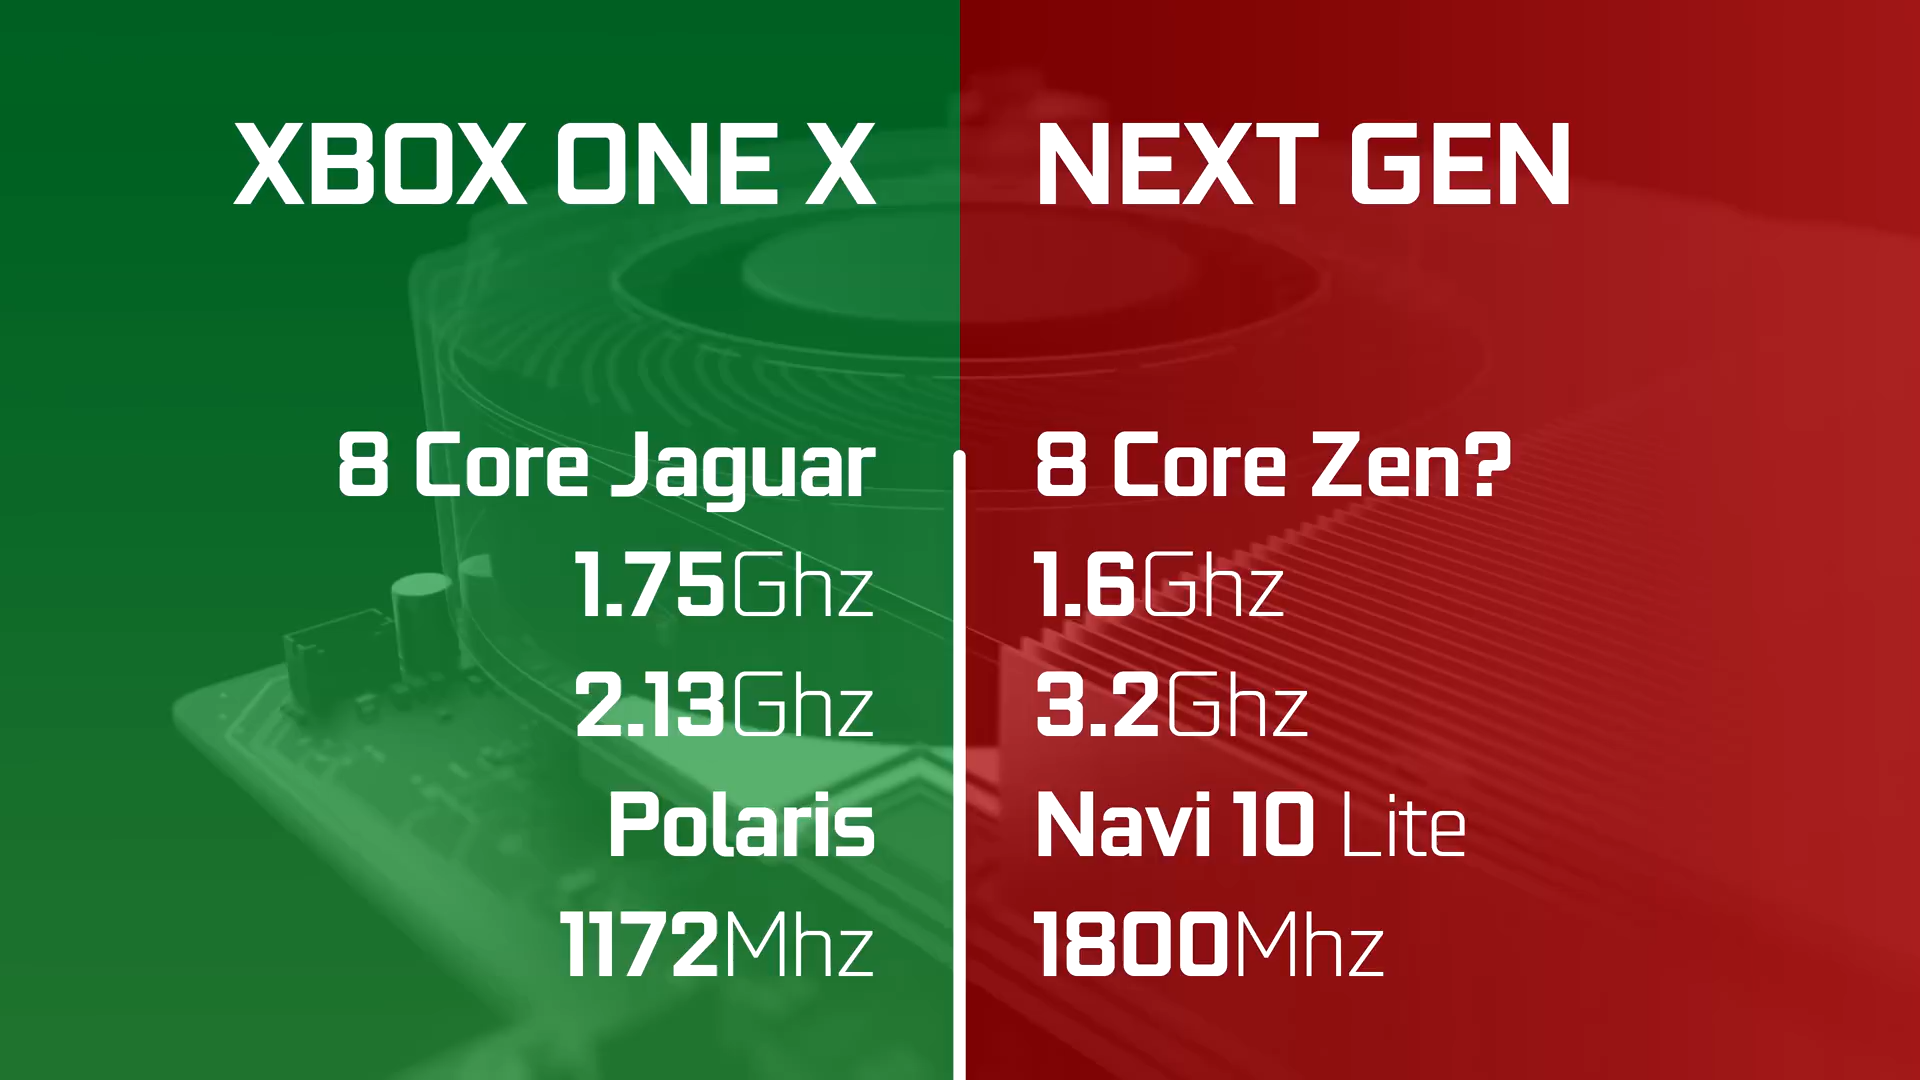 XBOX ONE X
NEXT GEN
8 Core Jaguar
8 Core Zen?
1.75Ghz
1.6Ghz
2.13Ghz
3.2Ghz
Polaris
Navi 10 Lite
1172Mhz
1800Mhz